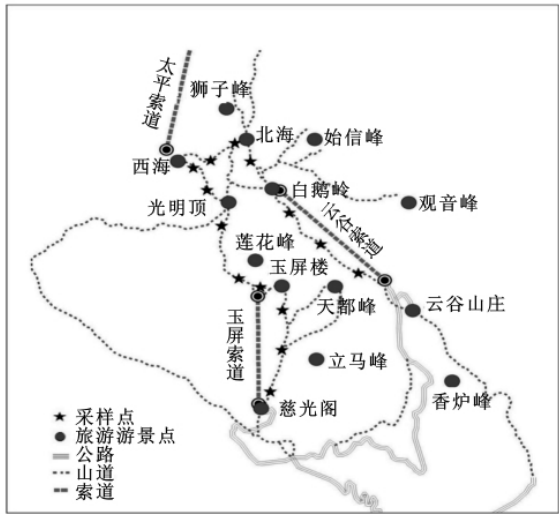 太平索道
狮子峰
北海
始信峰
西海
白鹅岭
云谷索道
光明顶
观音峰
莲花峰
玉屏楼
天都峰
云谷山庄
玉屏索道
立马峰
香炉峰
慈光阁
采样点
旅游游景点
公路
山道
索道